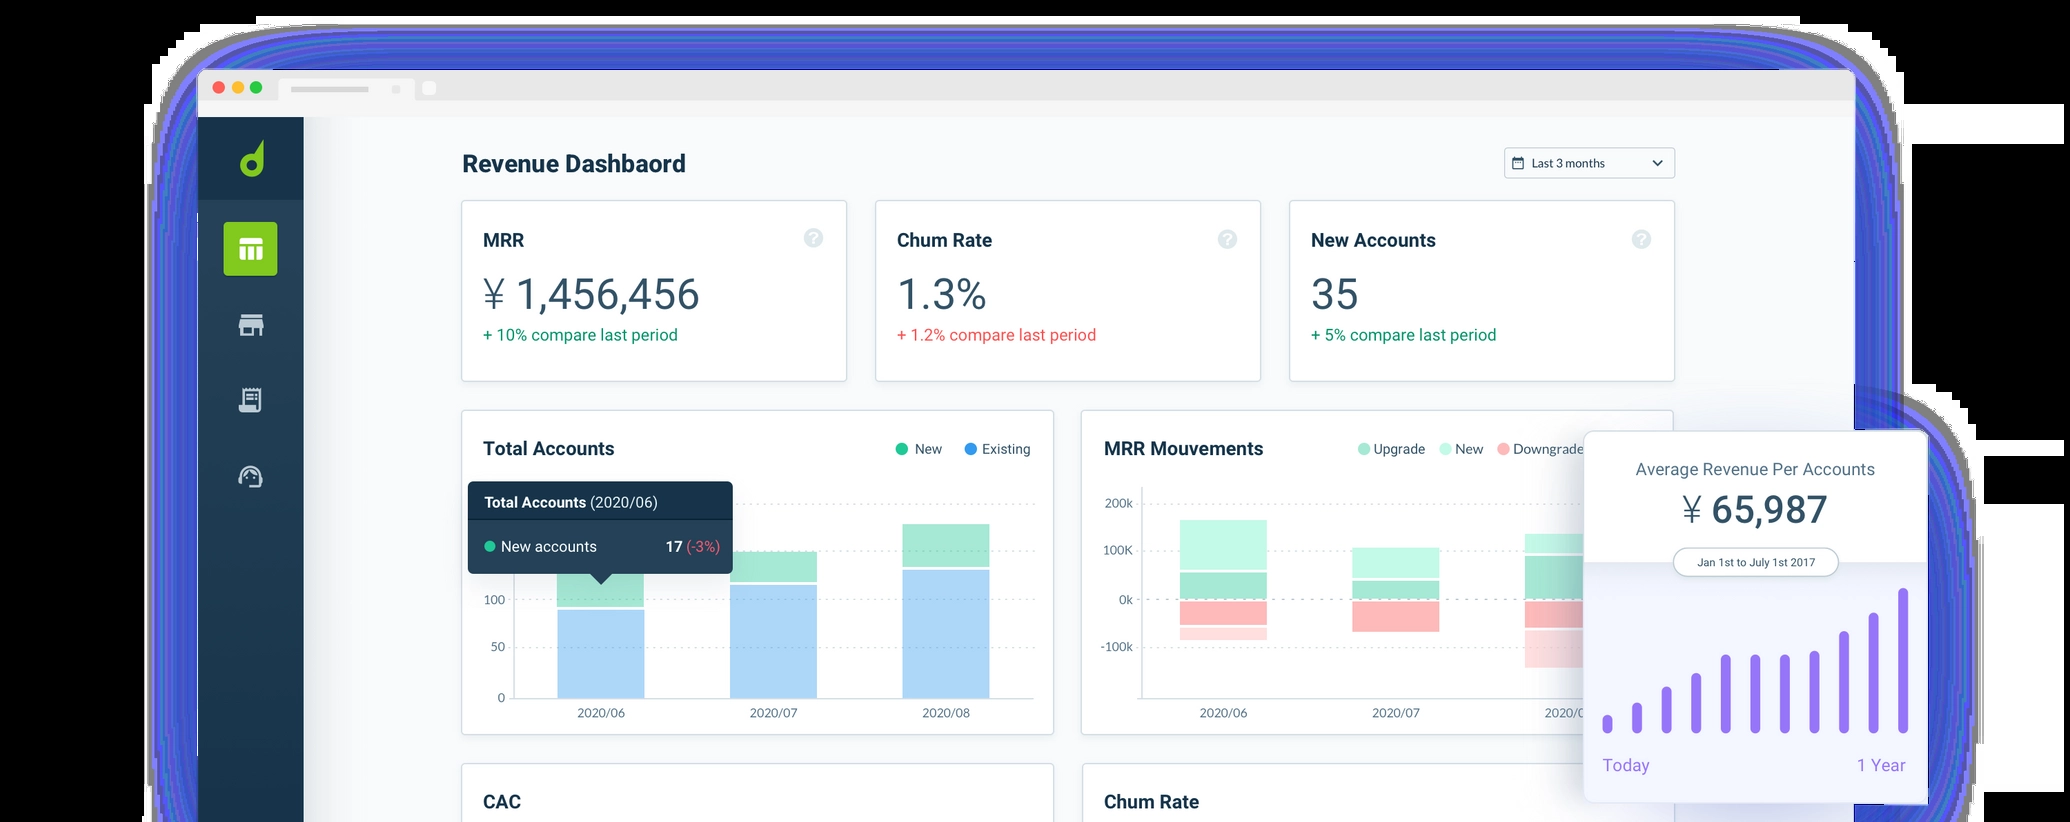 Revenue Dashbaord
Last 3 months
MRR
?
¥ 1,456,456
+ 10% compare last period
Chum Rate
?
1.3%
+ 1.2% compare last period
New Accounts
?
35
+ 5% compare last period
Total Accounts
New
Existing
Total Accounts (2020/06)
New accounts 17 (-3%)
100
50
0
2020/06
2020/07
2020/08
MRR Mouvements
Upgrade
New
Downgrade
200k
100K
0k
-100k
2020/06
2020/07
2020/0
Average Revenue Per Accounts
¥ 65,987
Jan 1st to July 1st 2017
Today
1 Year
CAC
Chum Rate